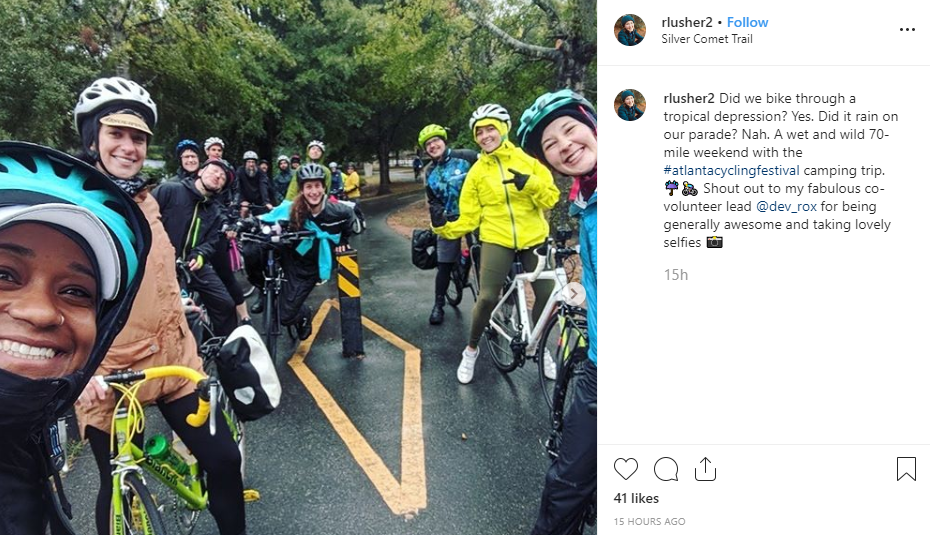 rlusher2 • Follow
Silver Comet Trail
rlusher2 Did we bike through a
tropical depression? Yes. Did it rain on
our parade? Nah. A wet and wild 70-
mile weekend with the
#atlantacyclingfestival camping trip.
☔🚴 Shout out to my fabulous co-
volunteer lead @dev_rox for being
generally awesome and taking lovely
selfies 📷
15h
41 likes
15 HOURS AGO
Bianchi